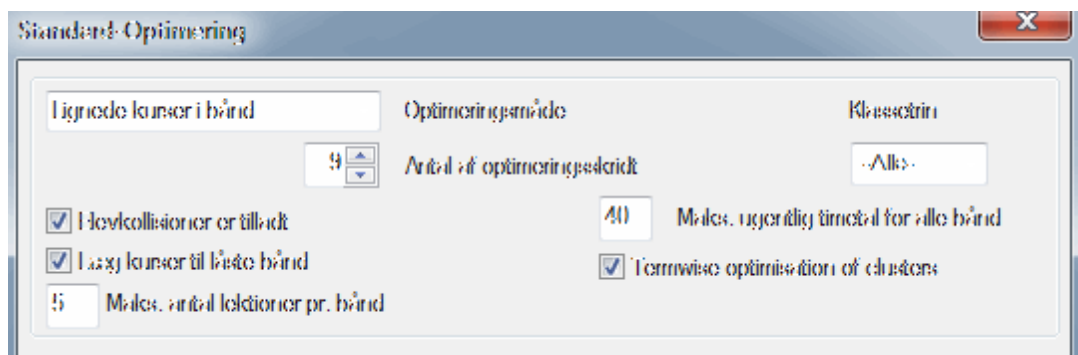 Standard-Optimering
Lignede kurser i bånd
Optimeringsmåde
Klassetrin
9
Antal af optimeringsskridt
-Alle-
Elevkollisioner er tilladt
40
Maks. ugentlig timetal for alle bånd
Læg kurser til låste bånd
Termwise optimisation of clusters
5
Maks. antal lektioner pr. bånd